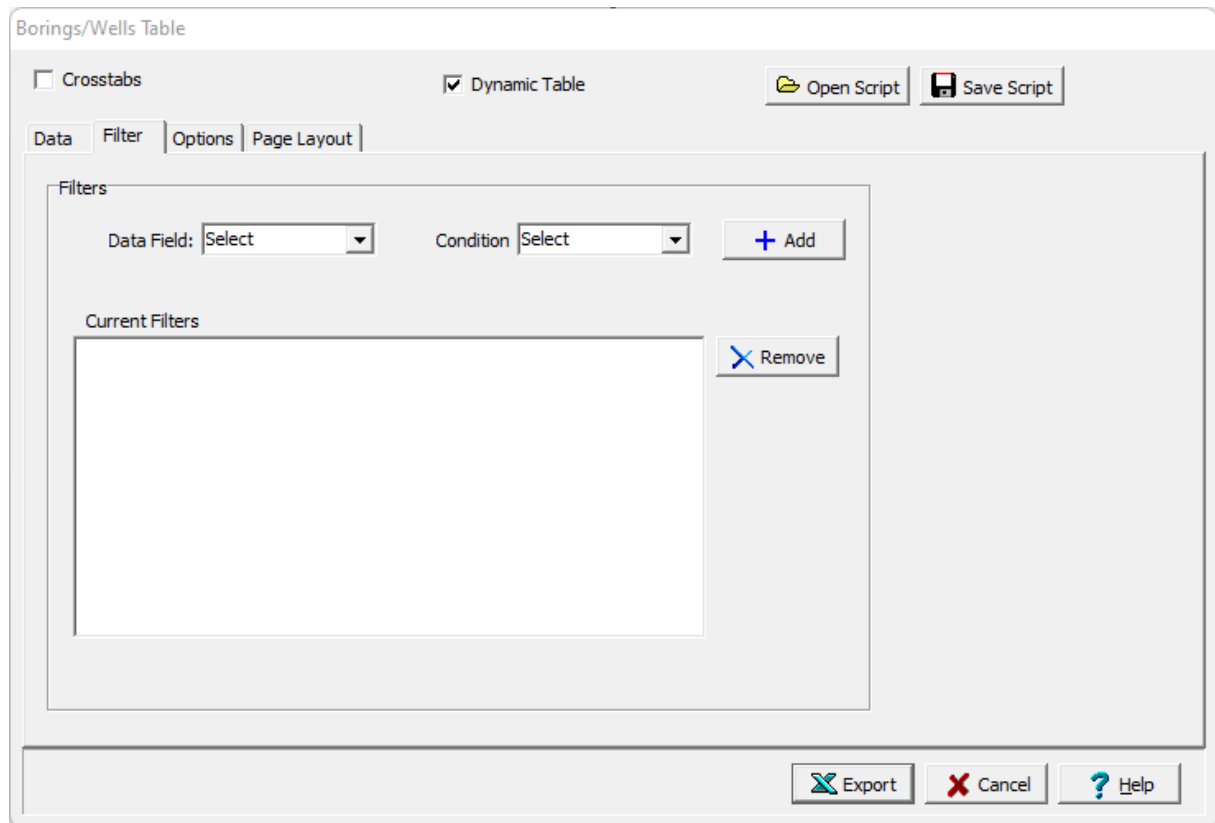 Borings/Wells Table
Crosstabs
Dynamic Table
Open Script
Save Script
Data
Filter
Options
Page Layout
Filters
Data Field:
Select
Condition
Select
Add
Current Filters
Remove
Export
Cancel
Help